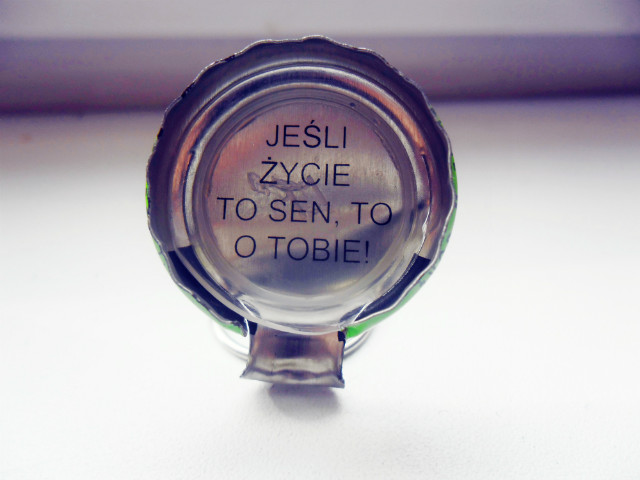 JEŚLI
ŻYCIE
TO SEN, TO
O TOBIE!